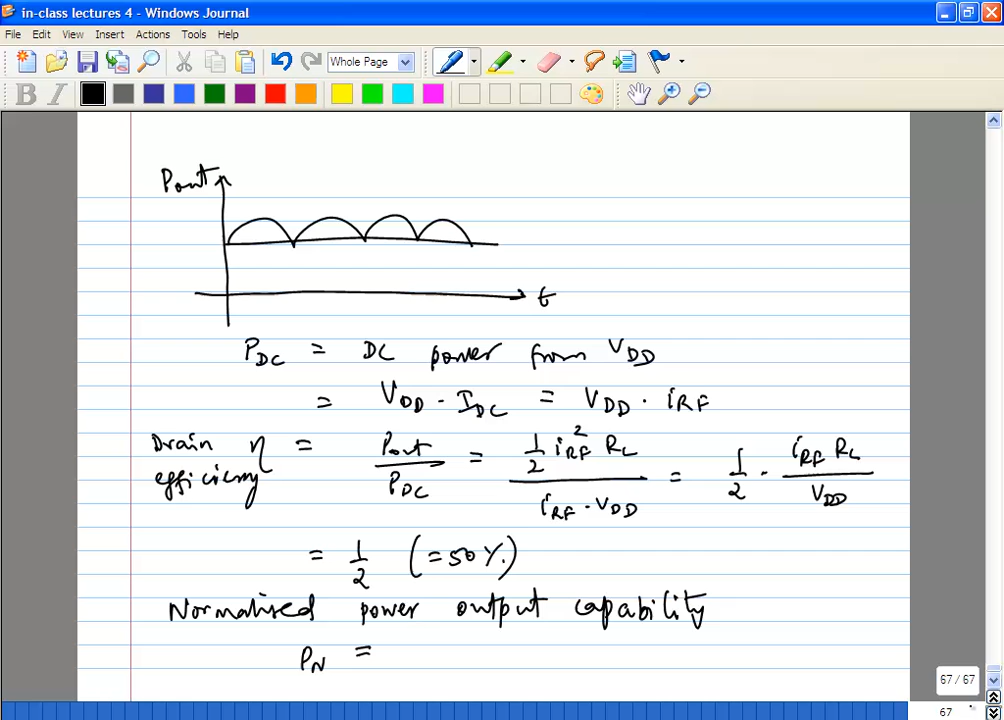 in-class lectures 4 - Windows Journal
File Edit View Insert Actions Tools Help
Whole Page
B I
Pout
t
PDC = DC power from VDD
= VDD · IDC = VDD · iRF
Drain efficiency η = Pout / PDC = 1/2 iRF² RL / iRF · VDD = 1/2 · iRF RL / VDD
= 1/2 (= 50 %)
Normalised power output capability
PN =
67 / 67
67